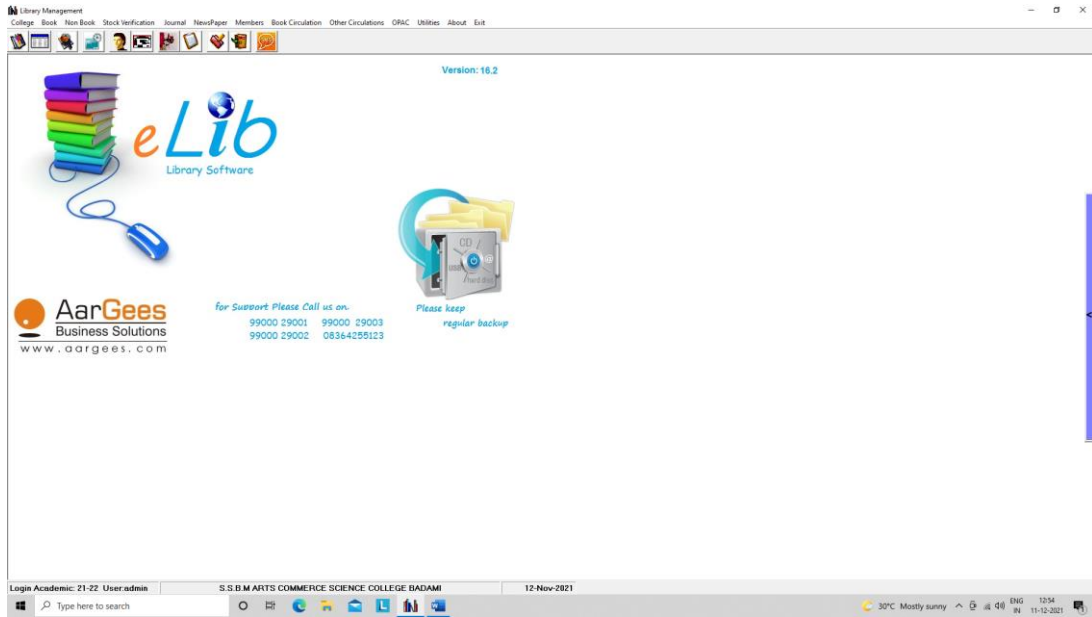 Library Management
College Book Non Book Stock Verification Journal NewsPaper Members Book Circulation Other Circulations OPAC Utilities About Exit
Version: 16.2
eLib
Library Software
CD
USB
@
hard disc
AarGees
Business Solutions
www.aargees.com
for Support Please Call us on.
99000 29001 99000 29003
99000 29002 08364255123
Please keep
regular backup
<
Login Academic: 21-22 User:admin S.S.B.M ARTS COMMERCE SCIENCE COLLEGE BADAMI 12-Nov-2021
Type here to search
L
30°C Mostly sunny
ENG 12:54
IN 11-12-2021